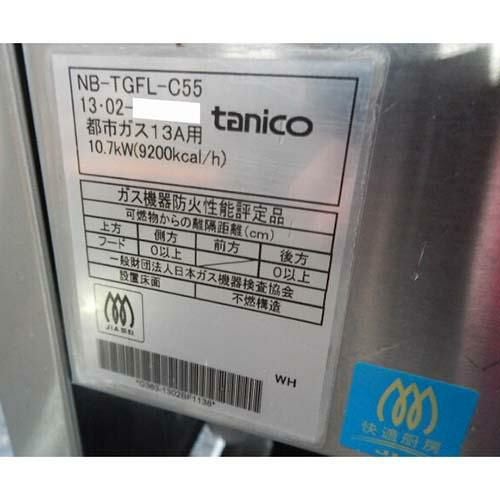 NB-TGFL-C55
13・02-
tanico
都市ガス13A用
10.7kW(9200kcal/h)
ガス機器防火性能評定品
可燃物からの離隔距離(cm)
上方 側方 前方 後方
フード 0以上 0以上
一般財団法人日本ガス機器検査協会
設置床面 不燃構造
WH
快適厨房